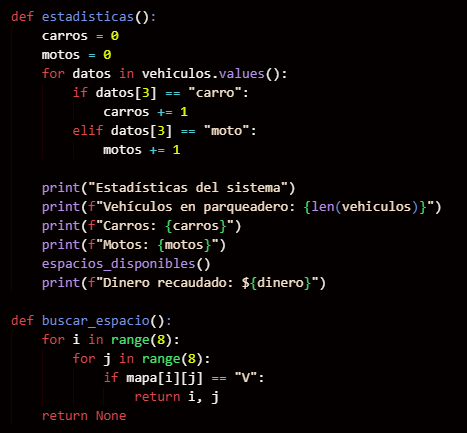 def estadisticas():
    carros = 0
    motos = 0
    for datos in vehiculos.values():
        if datos[3] == "carro":
            carros += 1
        elif datos[3] == "moto":
            motos += 1

    print("Estadísticas del sistema")
    print(f"Vehículos en parqueadero: {len(vehiculos)}")
    print(f"Carros: {carros}")
    print(f"Motos: {motos}")
    espacios_disponibles()
    print(f"Dinero recaudado: ${dinero}")

def buscar_espacio():
    for i in range(8):
        for j in range(8):
            if mapa[i][j] == "V":
                return i, j
    return None